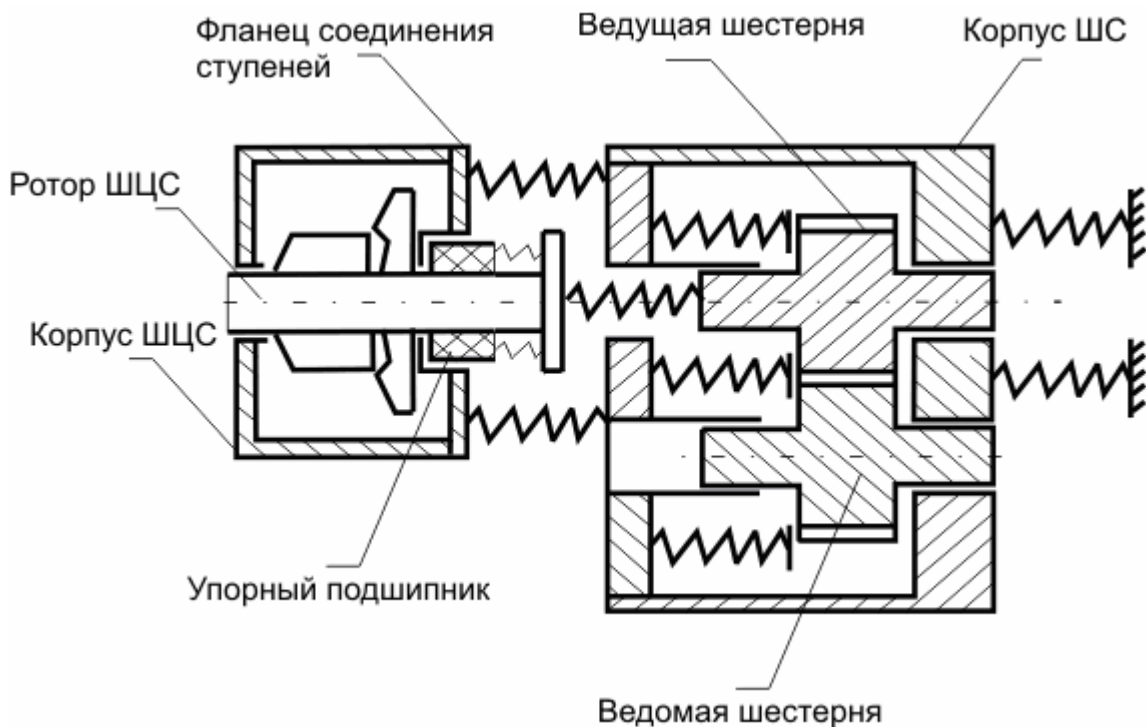 Фланец соединения
ступеней
Ведущая шестерня
Корпус ШС
Ротор ШЦС
Корпус ШЦС
Упорный подшипник
Ведомая шестерня